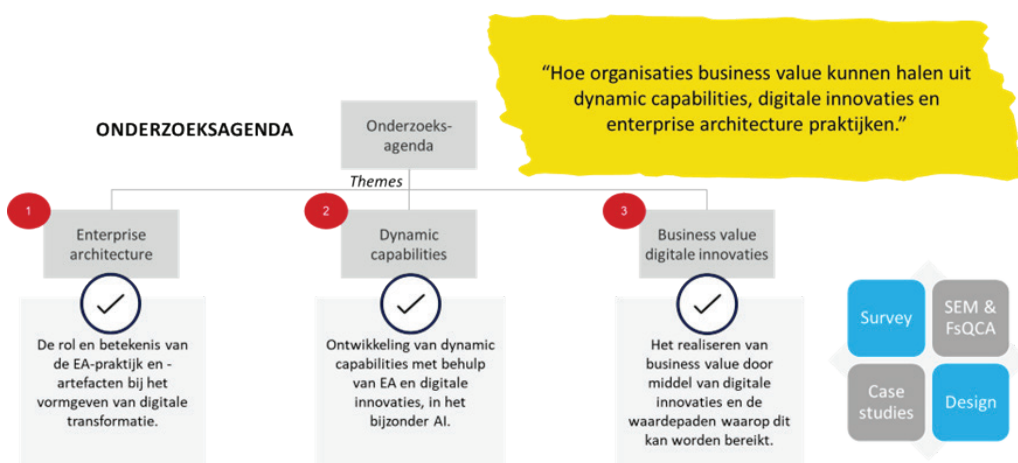 “Hoe organisaties business value kunnen halen uit
dynamic capabilities, digitale innovaties en
enterprise architecture praktijken.”
ONDERZOEKSAGENDA
Onderzoeks-
agenda
Themes
1
Enterprise
architecture
2
Dynamic
capabilities
3
Business value
digitale innovaties
De rol en betekenis van
de EA-praktijk en -
artefacten bij het
vormgeven van digitale
transformatie.
Ontwikkeling van dynamic
capabilities met behulp
van EA en digitale
innovaties, in het
bijzonder AI.
Het realiseren van
business value door
middel van digitale
innovaties en de
waardepaden waarop dit
kan worden bereikt.
Survey
SEM &
FsQCA
Case
studies
Design